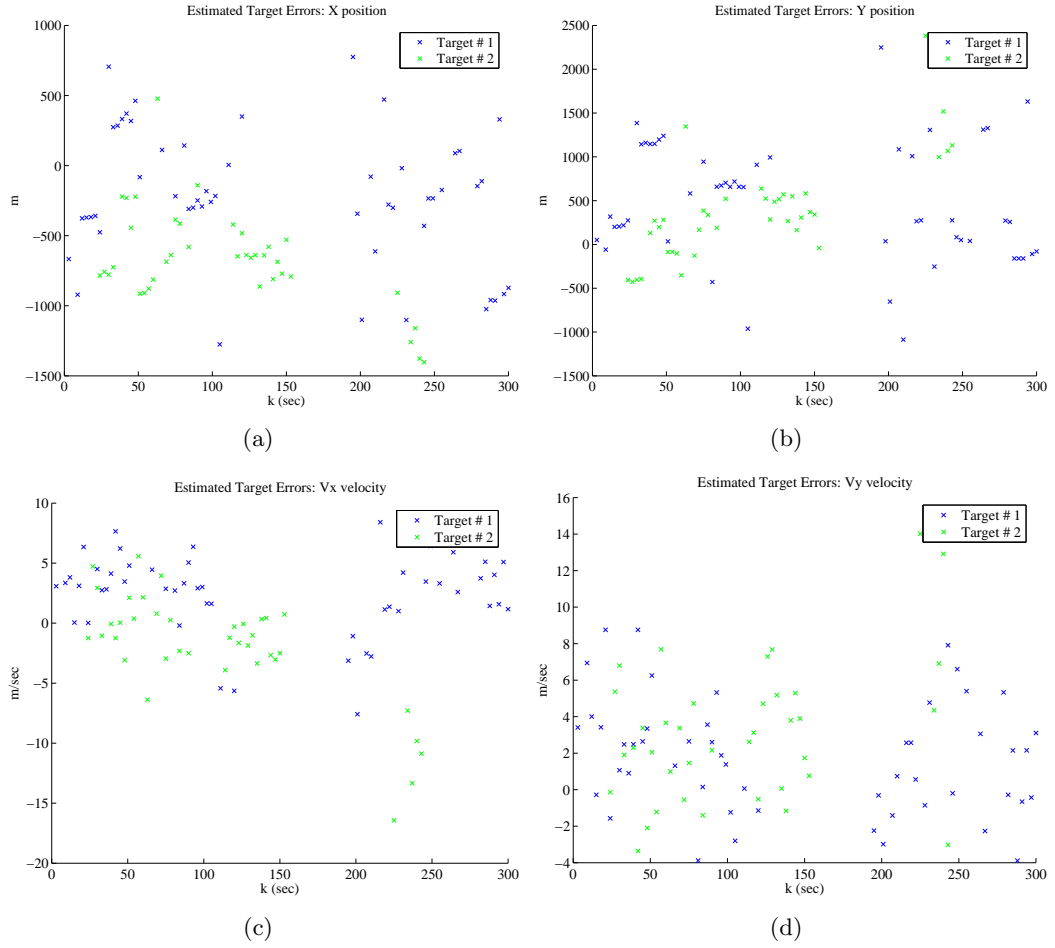 Estimated Target Errors: X position
1000
500
0
−500
−1000
−1500
m
0 50 100 150 200 250 300
k (sec)
Target # 1
Target # 2
(a)
Estimated Target Errors: Y position
2500
2000
1500
1000
500
0
−500
−1000
−1500
m
0 50 100 150 200 250 300
k (sec)
Target # 1
Target # 2
(b)
Estimated Target Errors: Vx velocity
10
5
0
−5
−10
−15
−20
m/sec
0 50 100 150 200 250 300
k (sec)
Target # 1
Target # 2
(c)
Estimated Target Errors: Vy velocity
16
14
12
10
8
6
4
2
0
−2
−4
m/sec
0 50 100 150 200 250 300
k (sec)
Target # 1
Target # 2
(d)